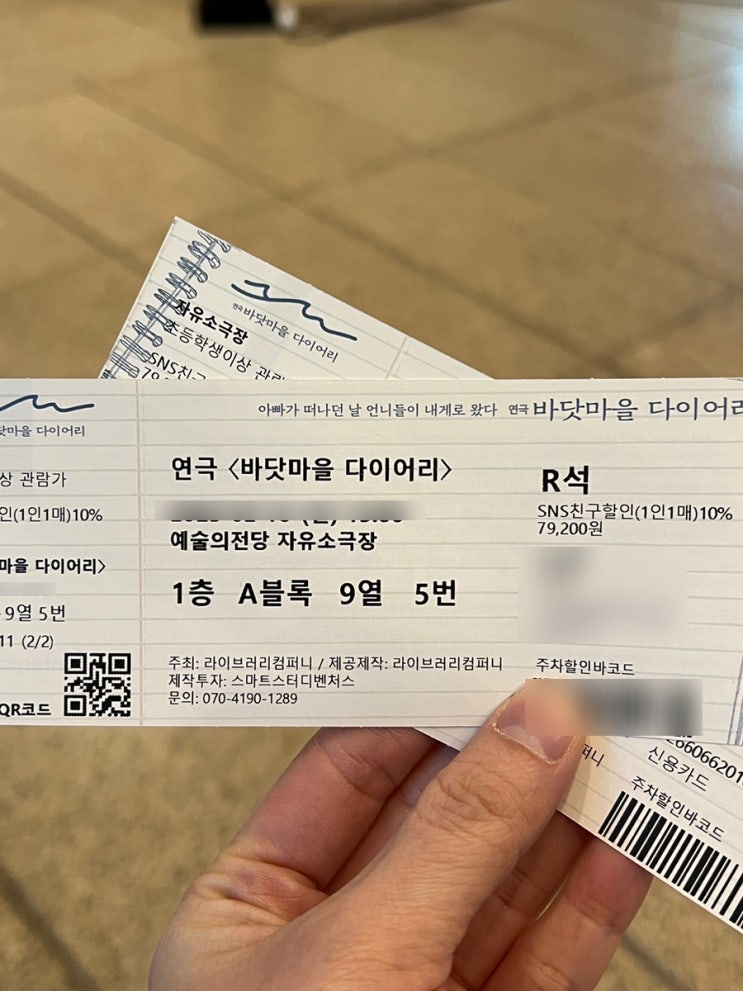 연극바닷마을 다이어리
자유소극장
초등학생이상 관람
SNS친구
닷마을 다이어리
상 관람가
인(1인1매)10%
마을 다이어리>
9열 5번
11 (2/2)
QR코드
아빠가 떠나던 날 언니들이 내게로 왔다 연극 바닷마을 다이어리
연극 <바닷마을 다이어리>
예술의전당 자유소극장
1층 A블록 9열 5번
주최: 라이브러리컴퍼니 / 제공제작: 라이브러리컴퍼니
제작투자: 스마트스터디벤처스
문의: 070-4190-1289
R석
SNS친구할인(1인1매)10%
79,200원
주차할인바코드
퍼니
266066201
신용카드
주차할인바코드